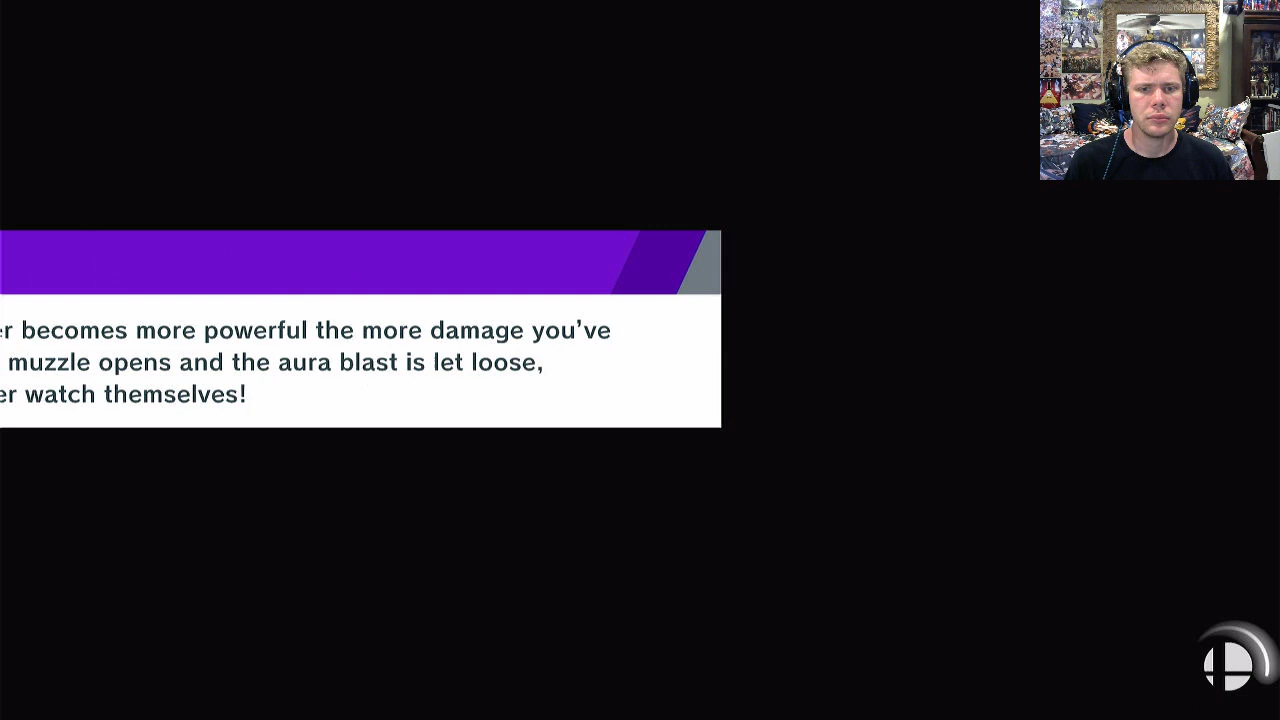 er becomes more powerful the more damage you've
muzzle opens and the aura blast is let loose,
er watch themselves!